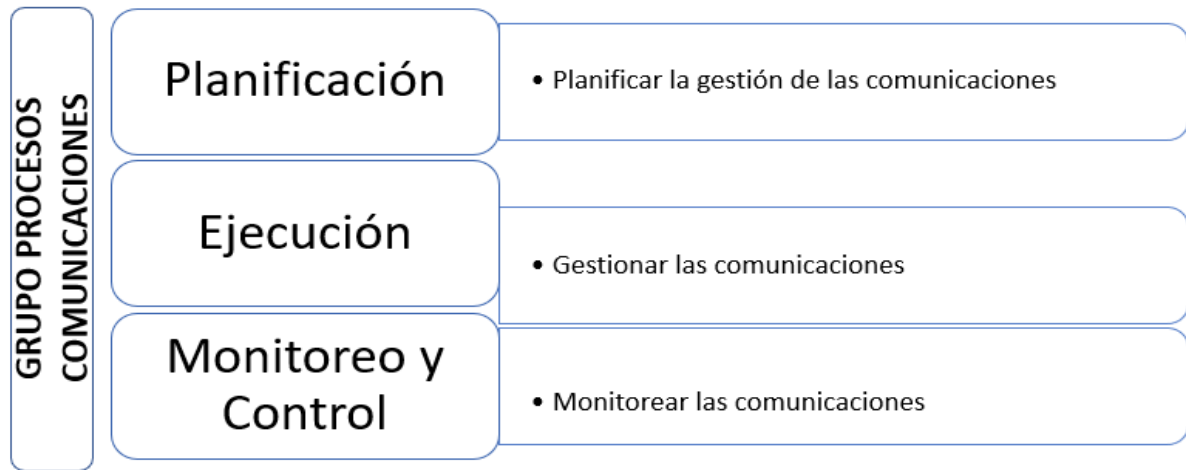 GRUPO PROCESOS
COMUNICACIONES
Planificación
• Planificar la gestión de las comunicaciones
Ejecución
• Gestionar las comunicaciones
Monitoreo y
Control
• Monitorear las comunicaciones